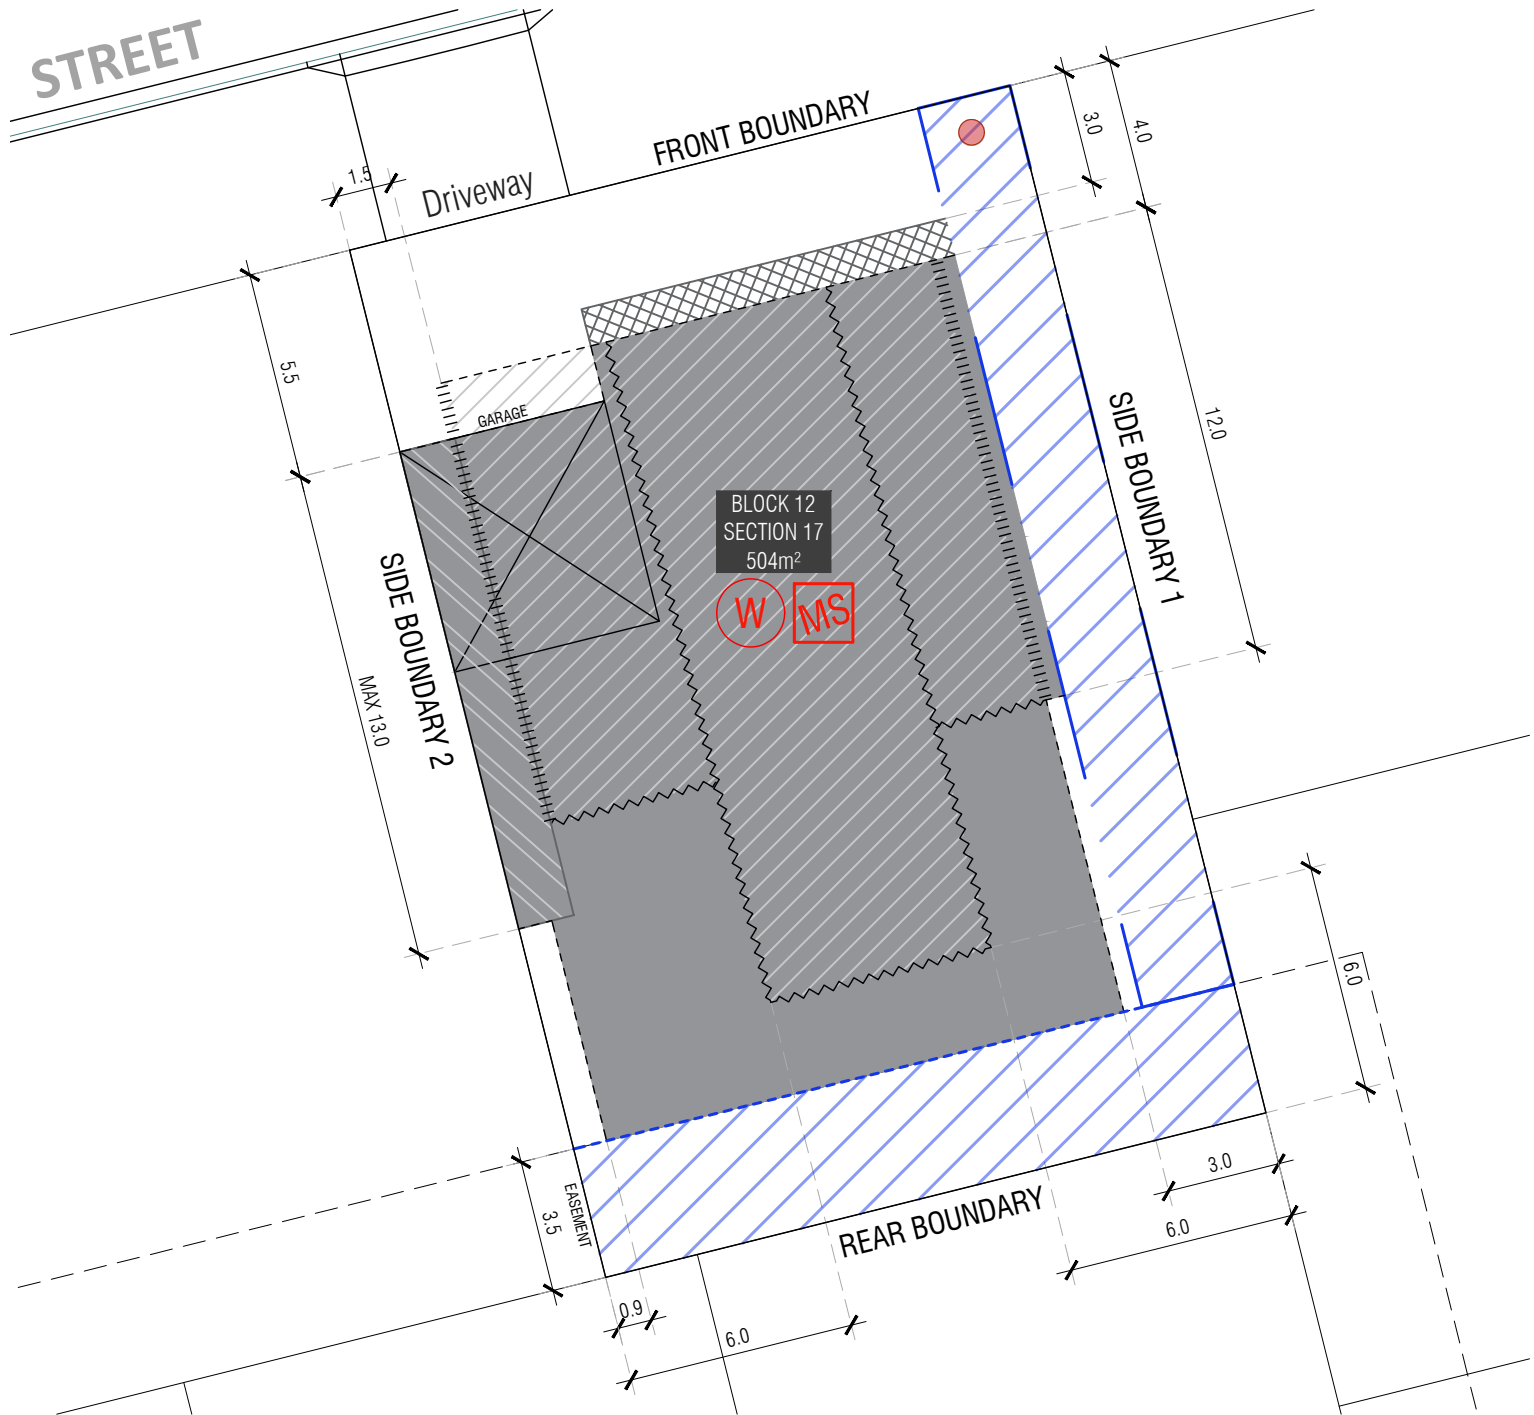 STREET
FRONT BOUNDARY
3.0
4.0
1.5
Driveway
5.5
GARAGE
SIDE BOUNDARY 1
12.0
BLOCK 12
SECTION 17
504m²
W
MS
SIDE BOUNDARY 2
MAX 13.0
6.0
EASEMENT
3.5
REAR BOUNDARY
3.0
6.0
0.9
6.0